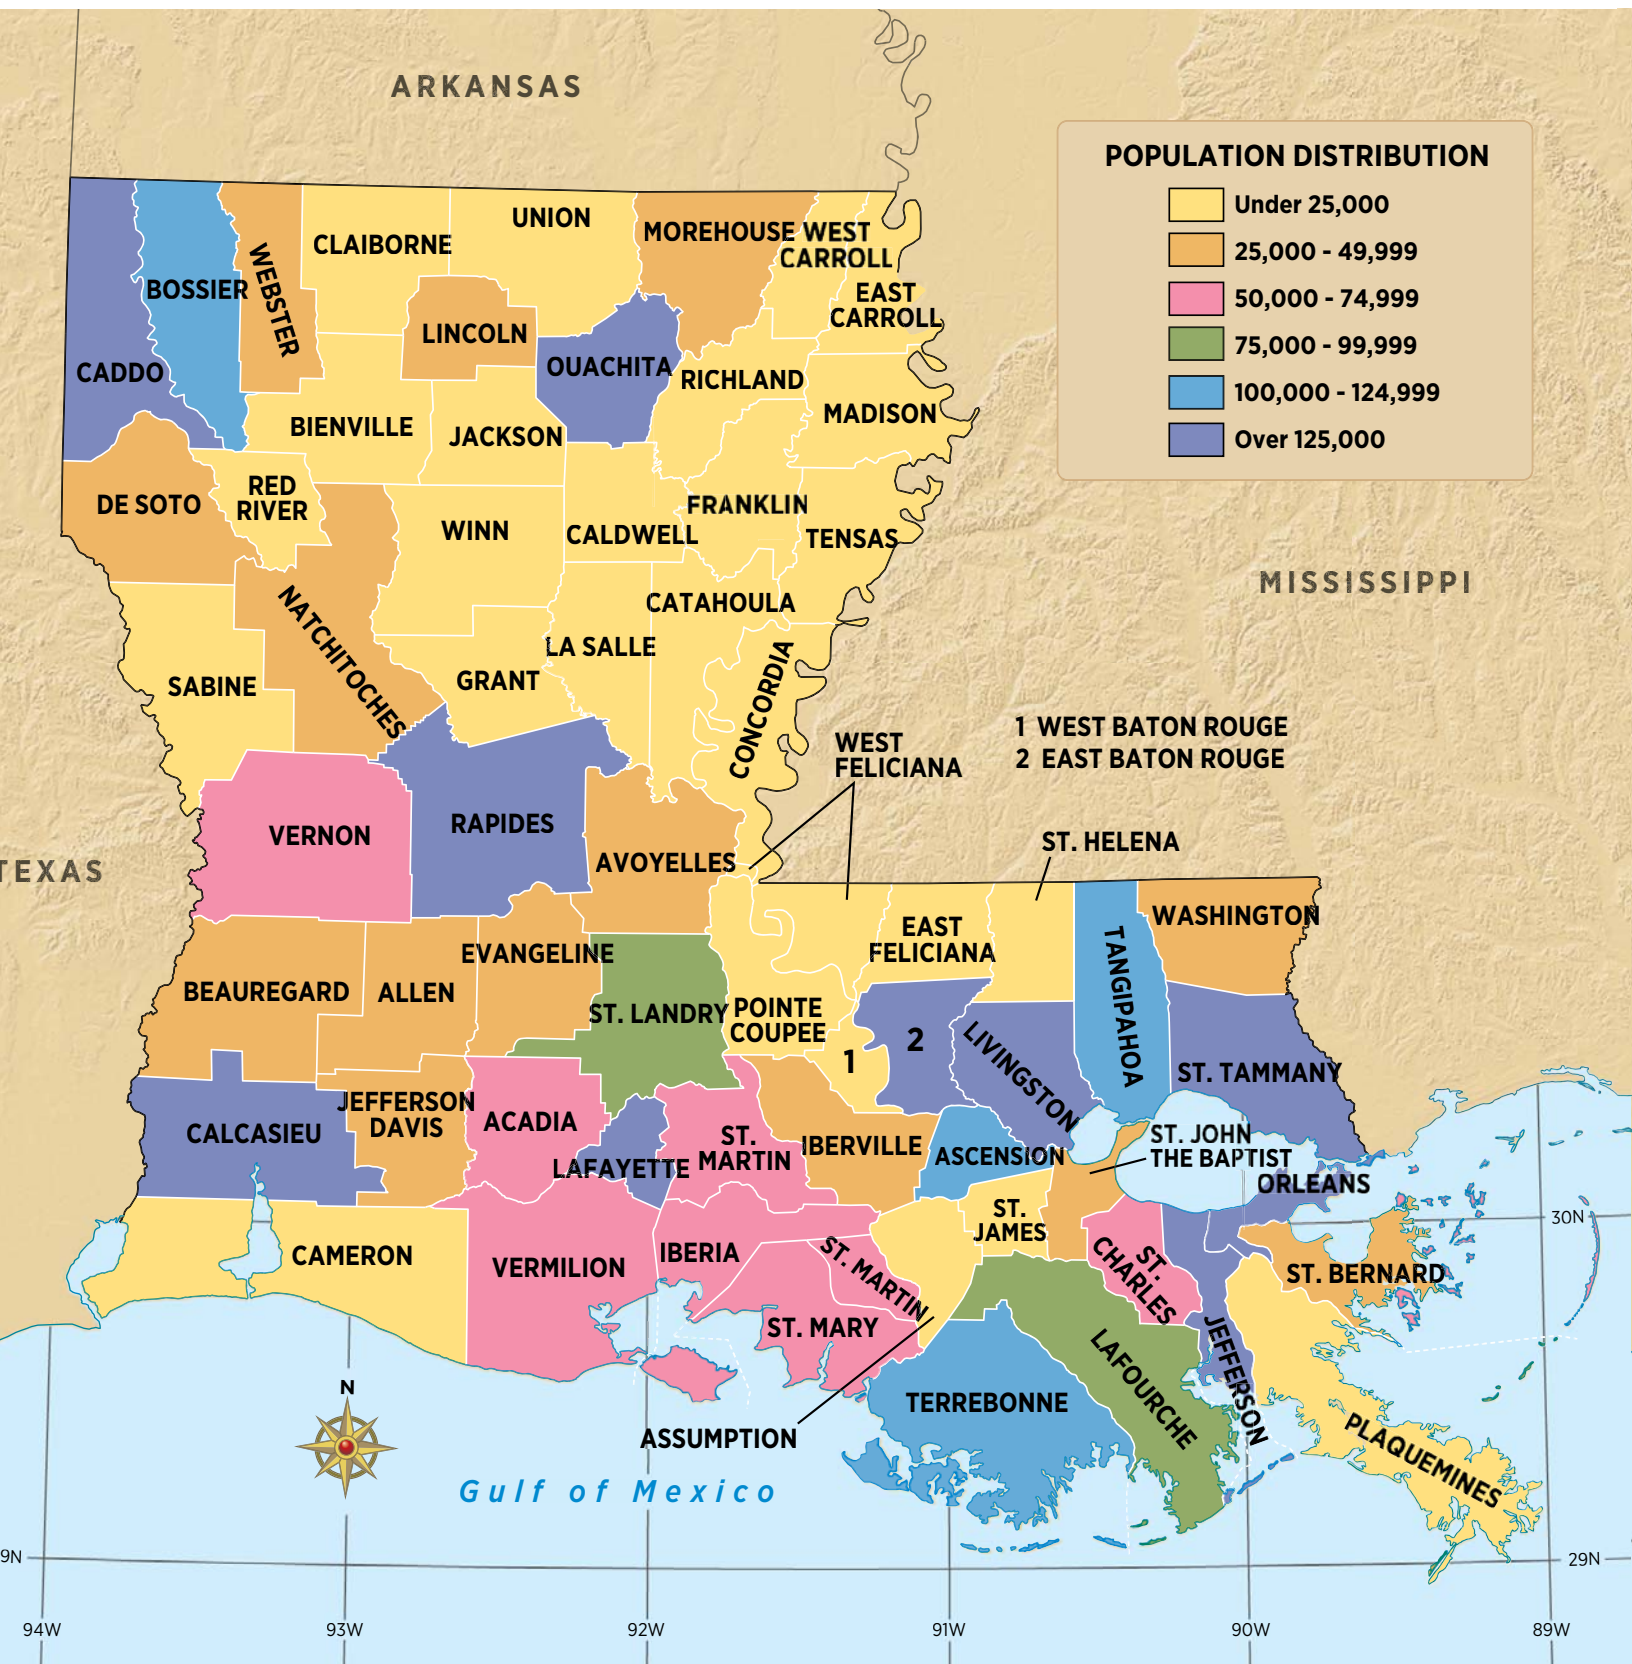 ARKANSAS
POPULATION DISTRIBUTION
Under 25,000
25,000 - 49,999
50,000 - 74,999
75,000 - 99,999
100,000 - 124,999
Over 125,000
UNION
CLAIBORNE
MOREHOUSE
WEST
CARROLL
BOSSIER
WEBSTER
EAST
CARROLL
LINCOLN
CADDO
OUACHITA
RICHLAND
MADISON
BIENVILLE
JACKSON
DE SOTO
RED
RIVER
FRANKLIN
WINN
CALDWELL
TENSAS
MISSISSIPPI
NATCHITOCHES
CATAHOULA
LA SALLE
SABINE
GRANT
CONCORDIA
1 WEST BATON ROUGE
2 EAST BATON ROUGE
WEST
FELICIANA
VERNON
RAPIDES
ST. HELENA
AVOYELLES
TEXAS
WASHINGTON
EAST
FELICIANA
EVANGELINE
TANGIPAHOA
BEAUREGARD
ALLEN
ST. LANDRY
POINTE
COUPEE
1
2
LIVINGSTON
ST. TAMMANY
JEFFERSON
DAVIS
CALCASIEU
ACADIA
ST.
MARTIN
IBERVILLE
ASCENSION
ST. JOHN
THE BAPTIST
LAFAYETTE
ORLEANS
ST.
JAMES
30N
CAMERON
VERMILION
IBERIA
ST. MARTIN
ST.
CHARLES
ST. BERNARD
ST. MARY
JEFFERSON
LAFOURCHE
N
TERREBONNE
ASSUMPTION
PLAQUEMINES
Gulf of Mexico
9N
29N
94W
93W
92W
91W
90W
89W